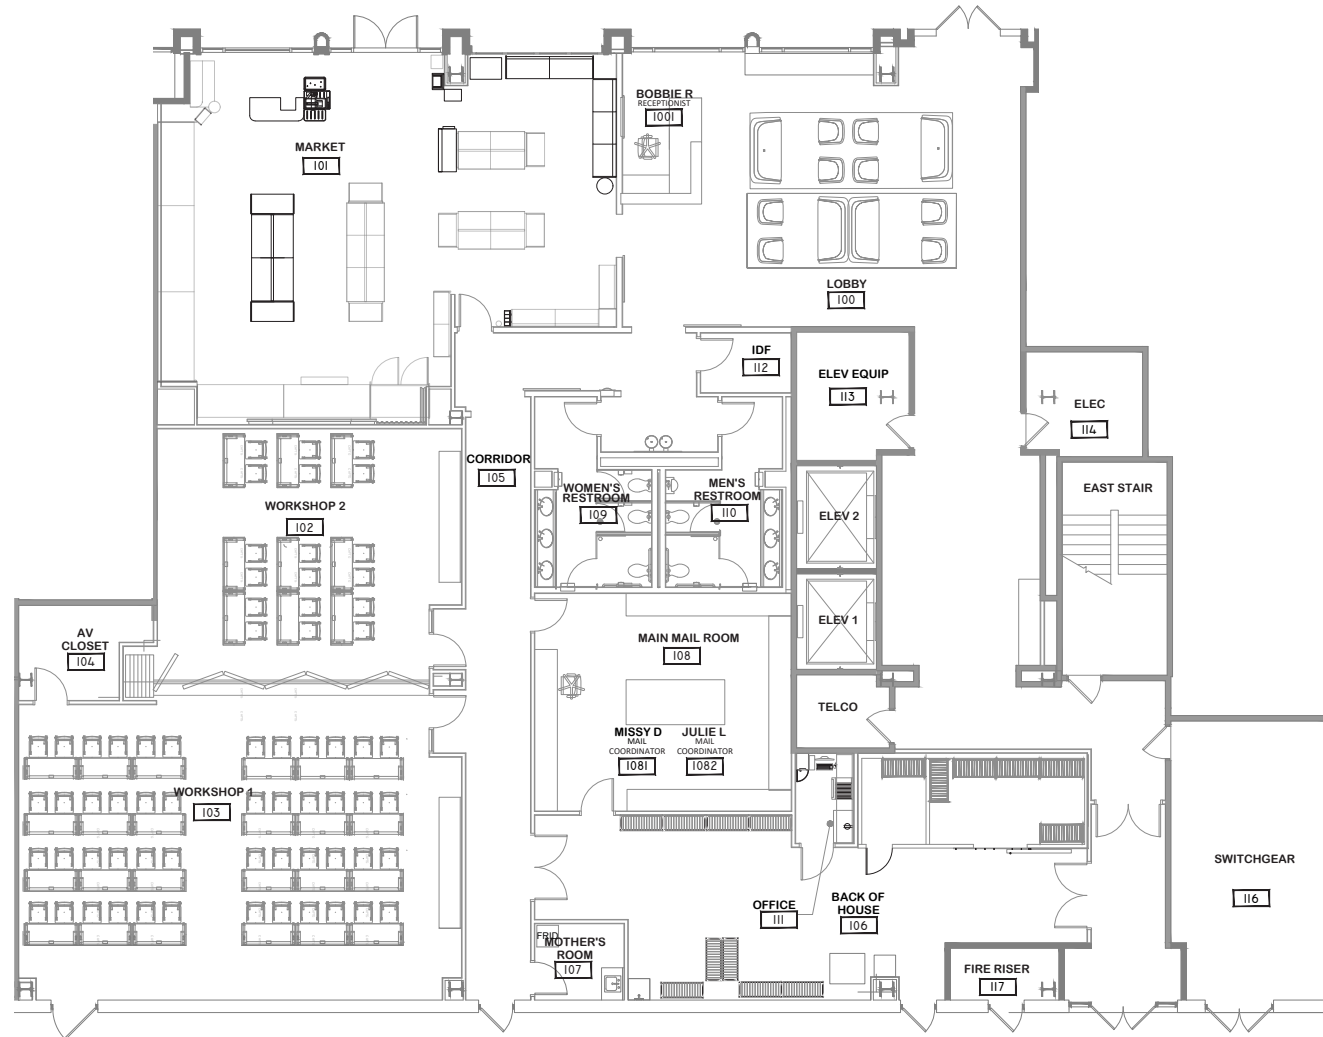 BOBBIE R
RECEPTIONIST
1001
MARKET
101
LOBBY
100
IDF
112
ELEV EQUIP
113
ELEC
114
CORRIDOR
105
WOMEN'S
RESTROOM
109
MEN'S
RESTROOM
110
EAST STAIR
WORKSHOP 2
102
ELEV 2
ELEV 1
AV
CLOSET
104
MAIN MAIL ROOM
108
TELCO
MISSY D
MAIL
COORDINATOR
1081
JULIE L
MAIL
COORDINATOR
1082
WORKSHOP 1
103
SWITCHGEAR
116
OFFICE
111
BACK OF
HOUSE
106
FRID
MOTHER'S
ROOM
107
FIRE RISER
117